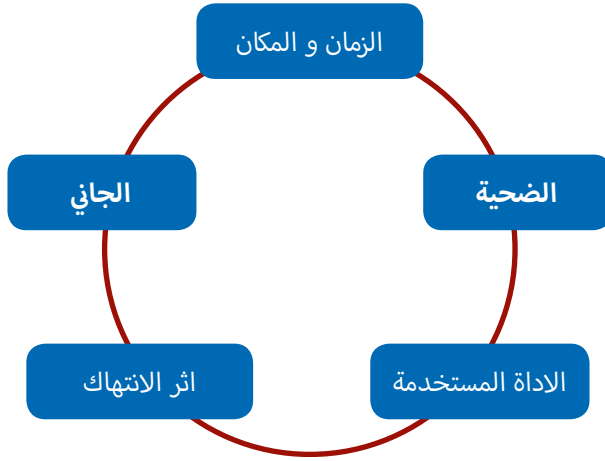 الزمان و المكان
الضحية
الجاني
الاداة المستخدمة
اثر الانتهاك